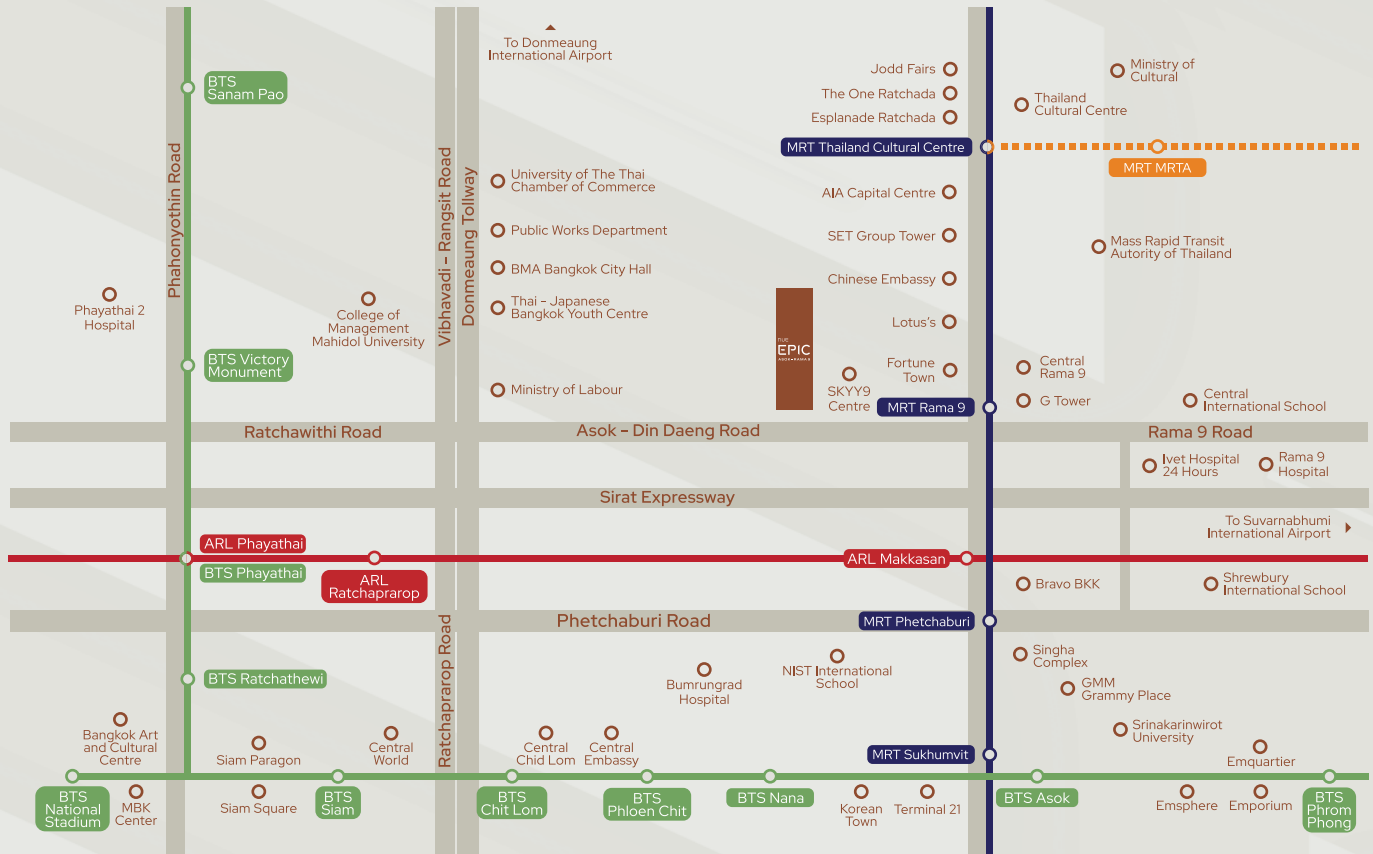 To Donmeaung
International Airport
BTS
Sanam Pao
Phahonyothin Road
Vibhavadi - Rangsit Road
Donmeaung Tollway
Jodd Fairs
The One Ratchada
Esplanade Ratchada
MRT Thailand Cultural Centre
Ministry of
Cultural
Thailand
Cultural Centre
MRT MRTA
University of The Thai
Chamber of Commerce
Public Works Department
BMA Bangkok City Hall
Thai - Japanese
Bangkok Youth Centre
Ministry of Labour
AIA Capital Centre
SET Group Tower
Chinese Embassy
Lotus's
Fortune
Town
Mass Rapid Transit
Autority of Thailand
Phayathai 2
Hospital
College of
Management
Mahidol University
BTS Victory
Monument
NUE
EPIC
ASOK-RAMA 9
SKYY9
Centre
MRT Rama 9
Central
Rama 9
G Tower
Central
International School
Ratchawithi Road
Asok - Din Daeng Road
Rama 9 Road
Ivet Hospital
24 Hours
Rama 9
Hospital
Sirat Expressway
To Suvarnabhumi
International Airport
ARL Phayathai
BTS Phayathai
ARL
Ratchaprarop
ARL Makkasan
Bravo BKK
Shrewbury
International School
Phetchaburi Road
MRT Phetchaburi
Ratchaprarop Road
BTS Ratchathewi
Bumrungrad
Hospital
NIST International
School
Singha
Complex
GMM
Grammy Place
Srinakarinwirot
University
Bangkok Art
and Cultural
Centre
Siam Paragon
Central
World
Central
Chid Lom
Central
Embassy
MRT Sukhumvit
Emquartier
BTS
National
Stadium
MBK
Center
Siam Square
BTS
Siam
BTS
Chit Lom
BTS
Phloen Chit
BTS Nana
Korean
Town
Terminal 21
BTS Asok
Emsphere
Emporium
BTS
Phrom
Phong